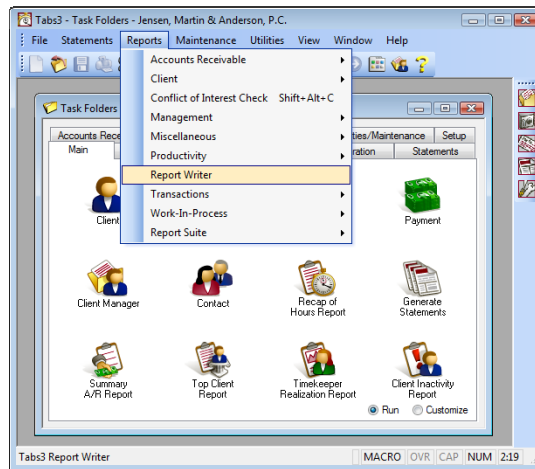 Tabs3 - Task Folders - Jensen, Martin & Anderson, P.C.
File Statements Reports Maintenance Utilities View Window Help
Accounts Receivable
Client
Conflict of Interest Check Shift+Alt+C
Management
Miscellaneous
Productivity
Report Writer
Transactions
Work-In-Process
Report Suite
Task Folders
Accounts Rece ties/Maintenance Setup
Main ration Statements
Client Payment
Client Manager Contact Recap of Hours Report Generate Statements
Summary A/R Report Top Client Report Timekeeper Realization Report Client Inactivity Report
Run Customize
Tabs3 Report Writer MACRO OVR CAP NUM 2:19